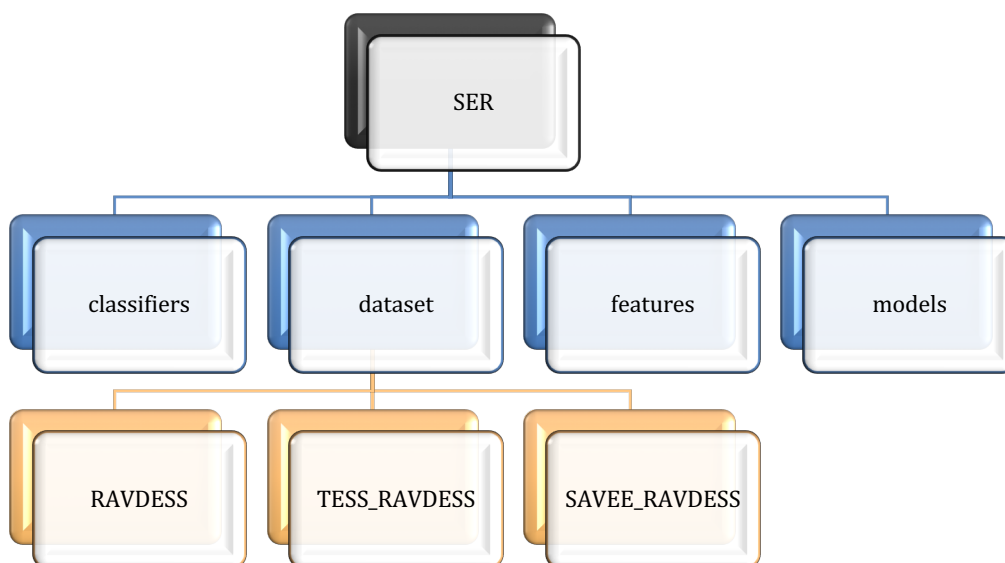 SER
classifiers
dataset
features
models
RAVDESS
TESS_RAVDESS
SAVEE_RAVDESS